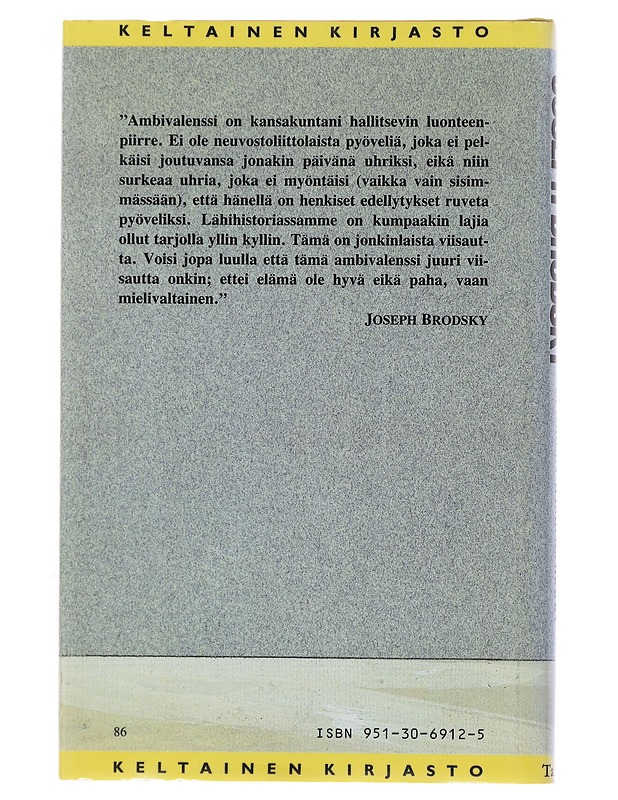 KELTAINEN KIRJASTO
”Ambivalenssi on kansakuntani hallitsevin luonteen-
piirre. Ei ole neuvostoliittolaista pyöveliä, joka ei pel-
käisi joutuvansa jonakin päivänä uhriksi, eikä niin
surkeaa uhria, joka ei myöntäisi (vaikka vain sisim-
mässään), että hänellä on henkiset edellytykset ruveta
pyöveliksi. Lähihistoriassamme on kumpaakin lajia
ollut tarjolla yllin kyllin. Tämä on jonkinlaista viisaut-
ta. Voisi jopa luulla että tämä ambivalenssi juuri vii-
sautta onkin; ettei elämä ole hyvä eikä paha, vaan
mielivaltainen.”
JOSEPH BRODSKY
86
ISBN 951-30-6912-5
KELTAINEN KIRJASTO